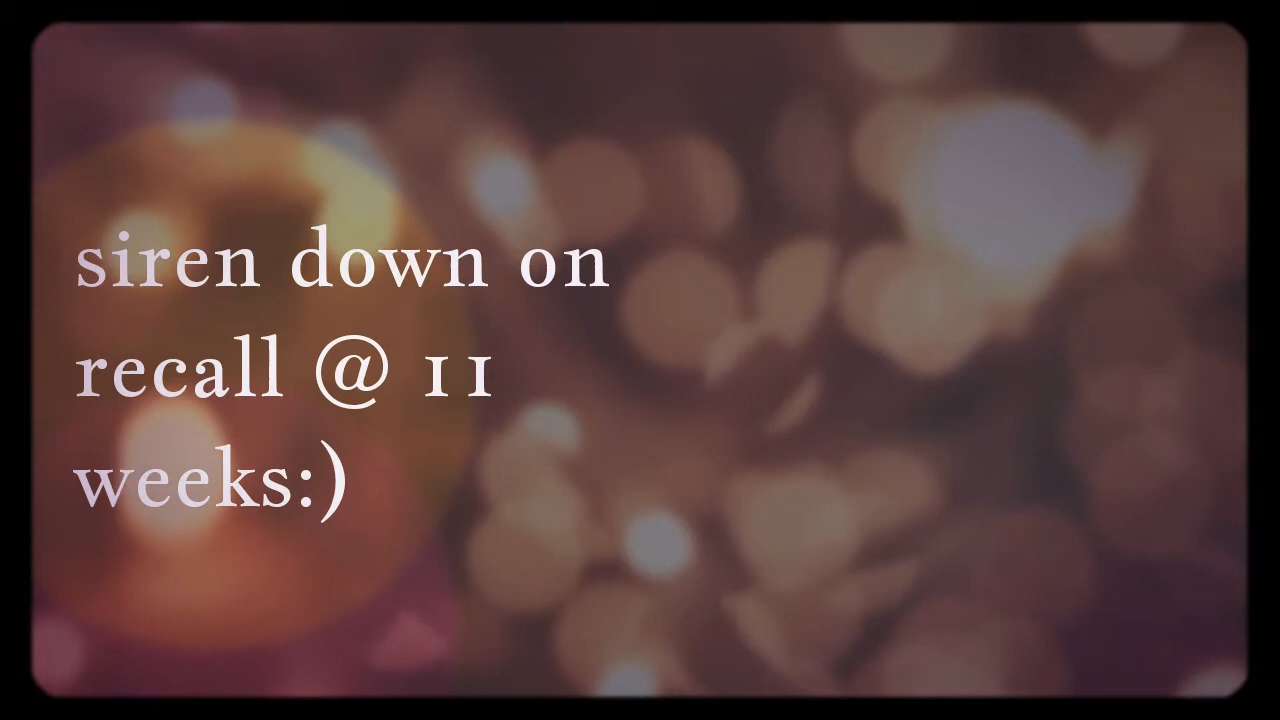 siren down on
recall @ 11
weeks:)